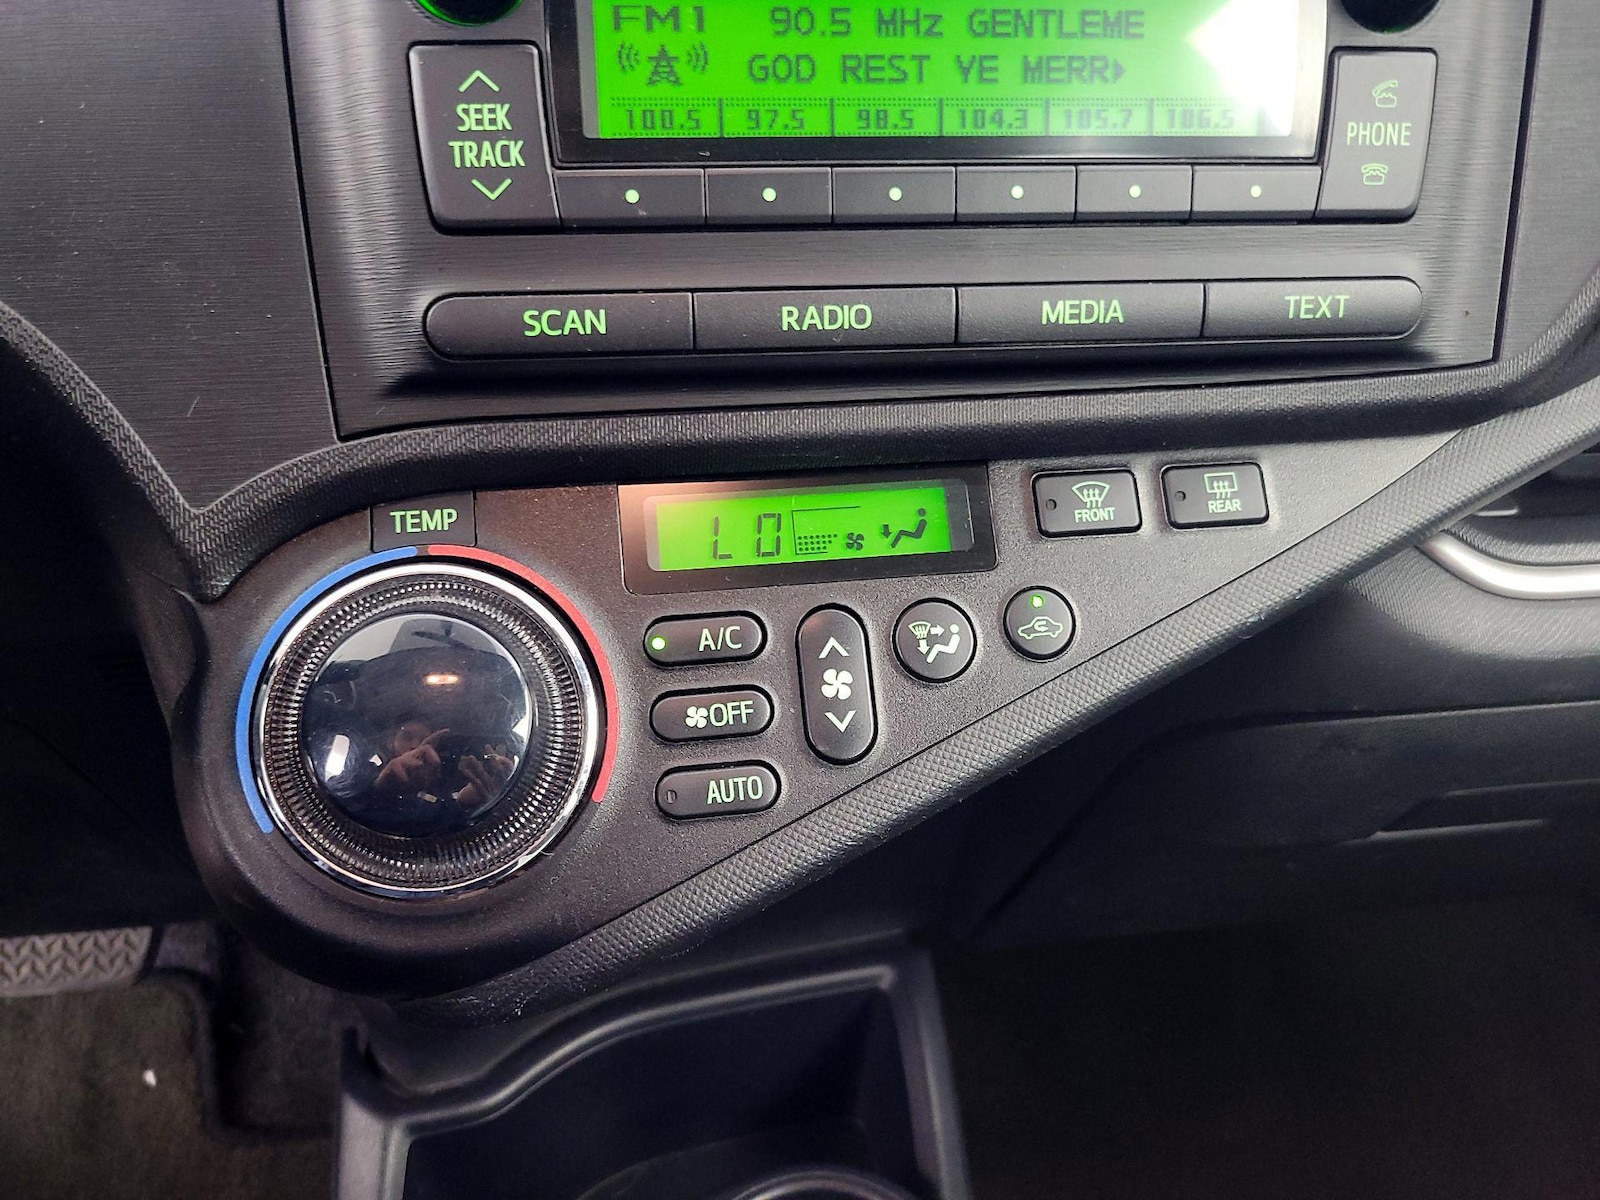 FM1 90.5 MHz GENTLEME
GOD REST YE MERR
100.5 97.5 98.5 104.3 105.7 106.5
SEEK
TRACK
PHONE
SCAN RADIO MEDIA TEXT
TEMP
LO
FRONT
REAR
A/C
OFF
AUTO